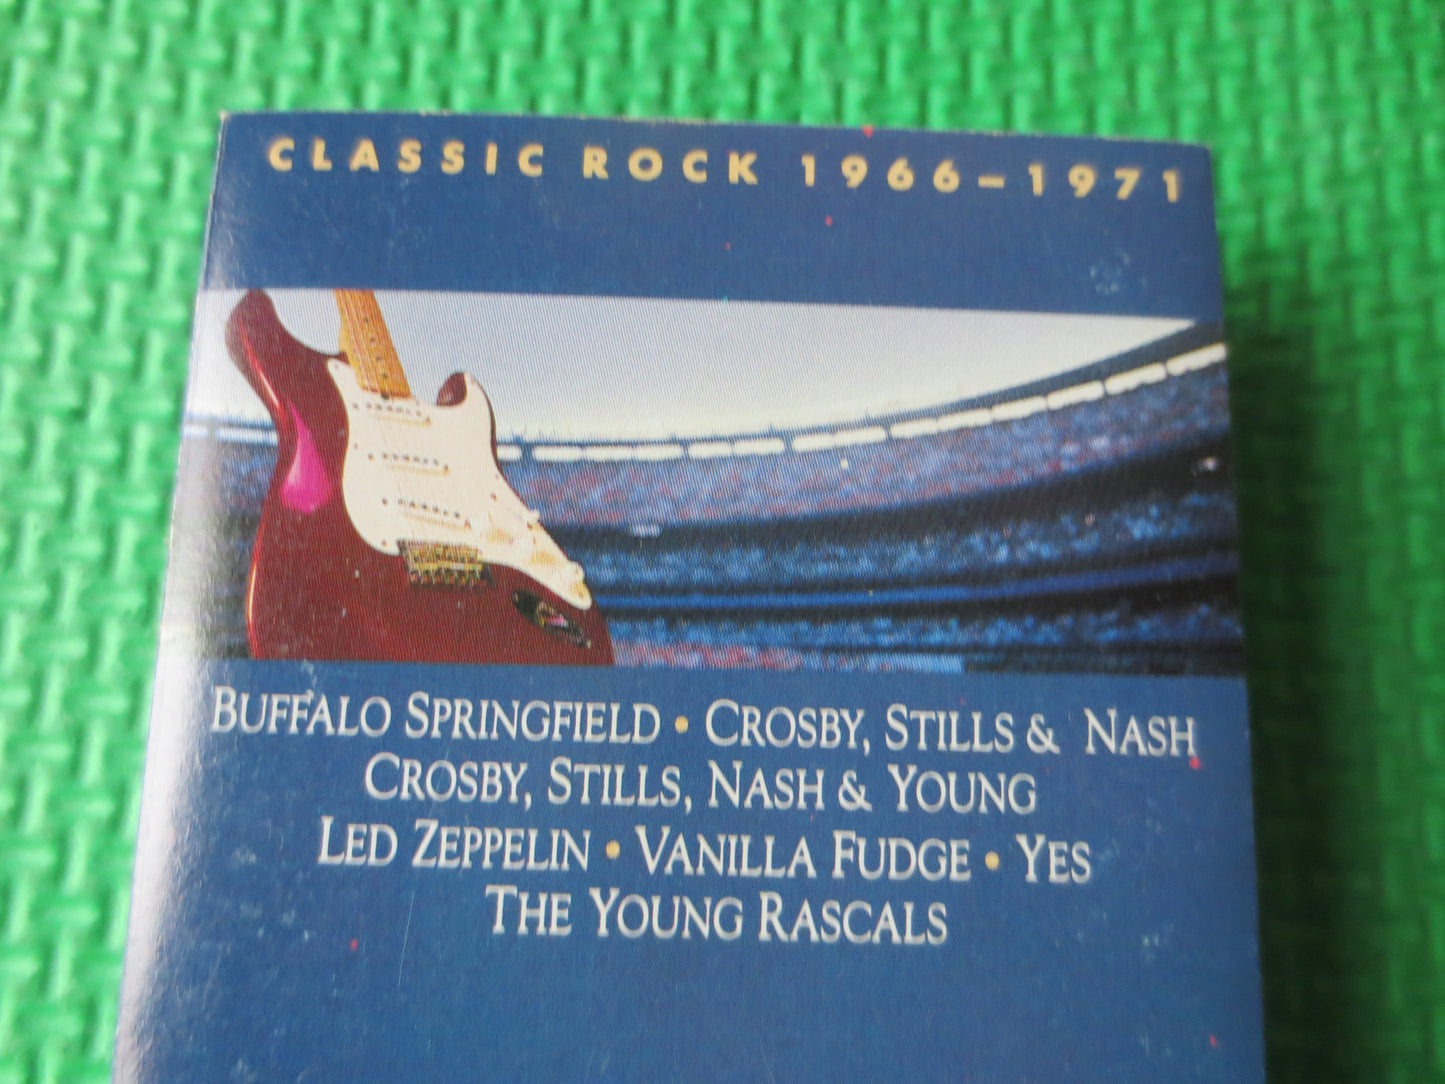 CLASSIC ROCK 1966–1971
BUFFALO SPRINGFIELD • CROSBY, STILLS & NASH
CROSBY, STILLS, NASH & YOUNG
LED ZEPPELIN • VANILLA FUDGE • YES
THE YOUNG RASCALS